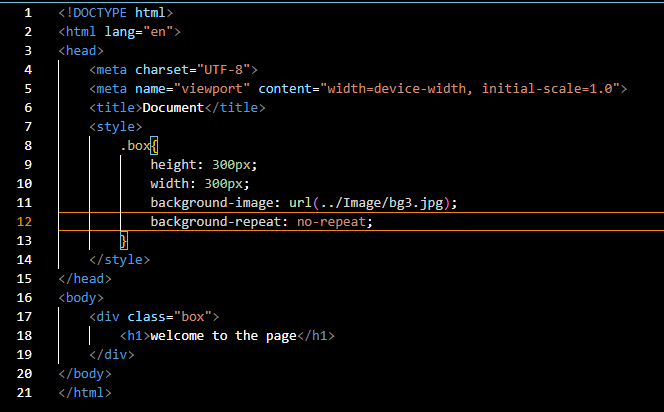 1 <!DOCTYPE html>
2 <html lang="en">
3 <head>
4     <meta charset="UTF-8">
5     <meta name="viewport" content="width=device-width, initial-scale=1.0">
6     <title>Document</title>
7     <style>
8         .box{
9             height: 300px;
10             width: 300px;
11             background-image: url(../Image/bg3.jpg);
12             background-repeat: no-repeat;
13         }
14     </style>
15 </head>
16 <body>
17     <div class="box">
18         <h1>welcome to the page</h1>
19     </div>
20 </body>
21 </html>